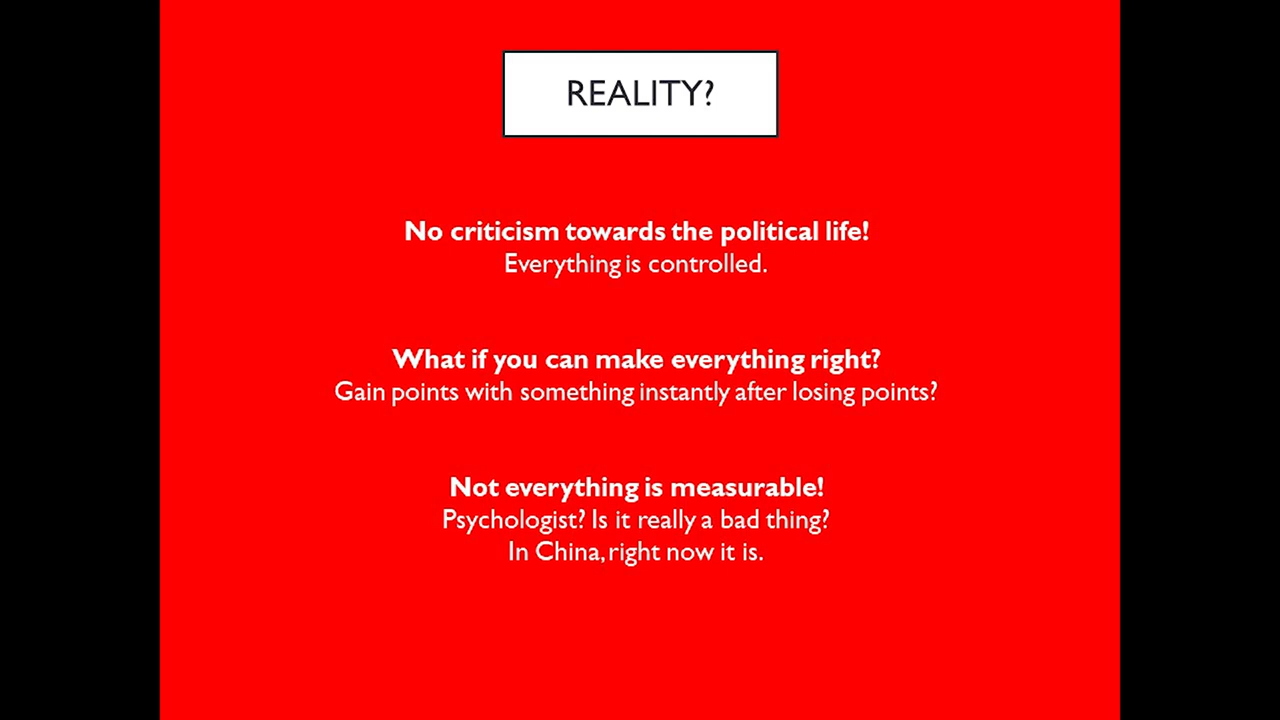 REALITY?
No criticism towards the political life!
Everything is controlled.
What if you can make everything right?
Gain points with something instantly after losing points?
Not everything is measurable!
Psychologist? Is it really a bad thing?
In China, right now it is.